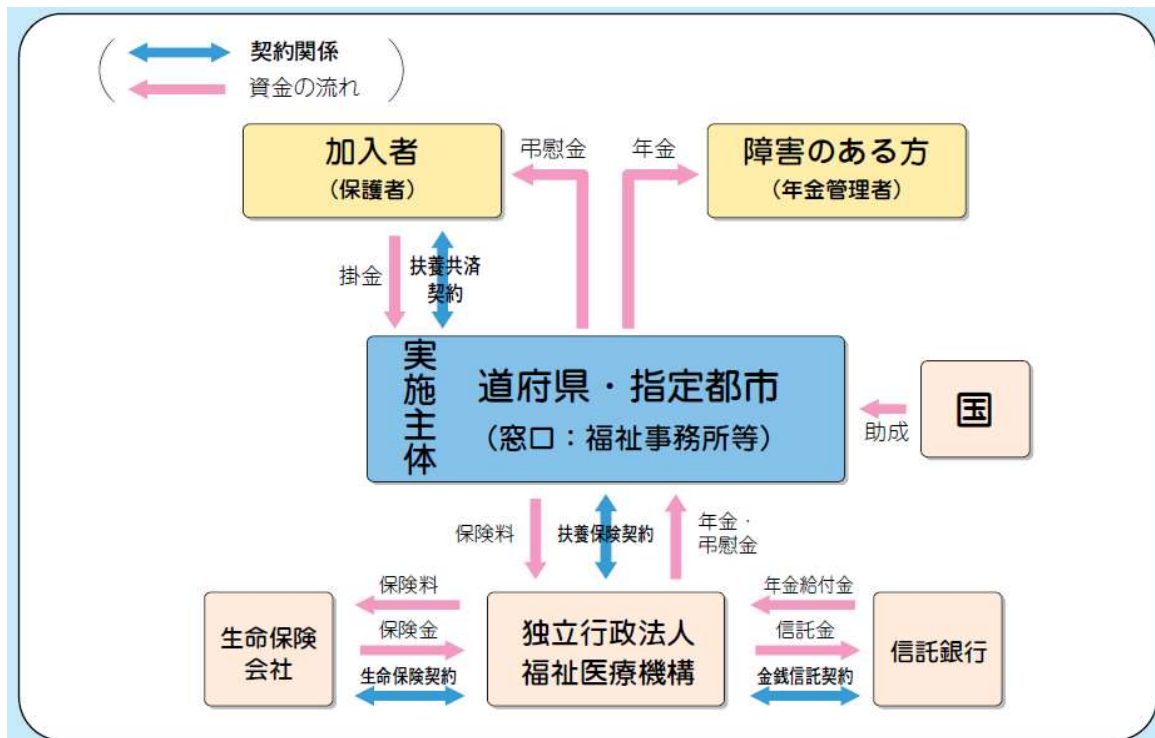 契約関係
資金の流れ
加入者
(保護者)
弔慰金
年金
障害のある方
(年金管理者)
掛金
扶養共済
契約
実施主体
道府県・指定都市
(窓口:福祉事務所等)
国
助成
保険料
扶養保険契約
年金・
弔慰金
生命保険
会社
保険料
保険金
生命保険契約
独立行政法人
福祉医療機構
年金給付金
信託金
金銭信託契約
信託銀行